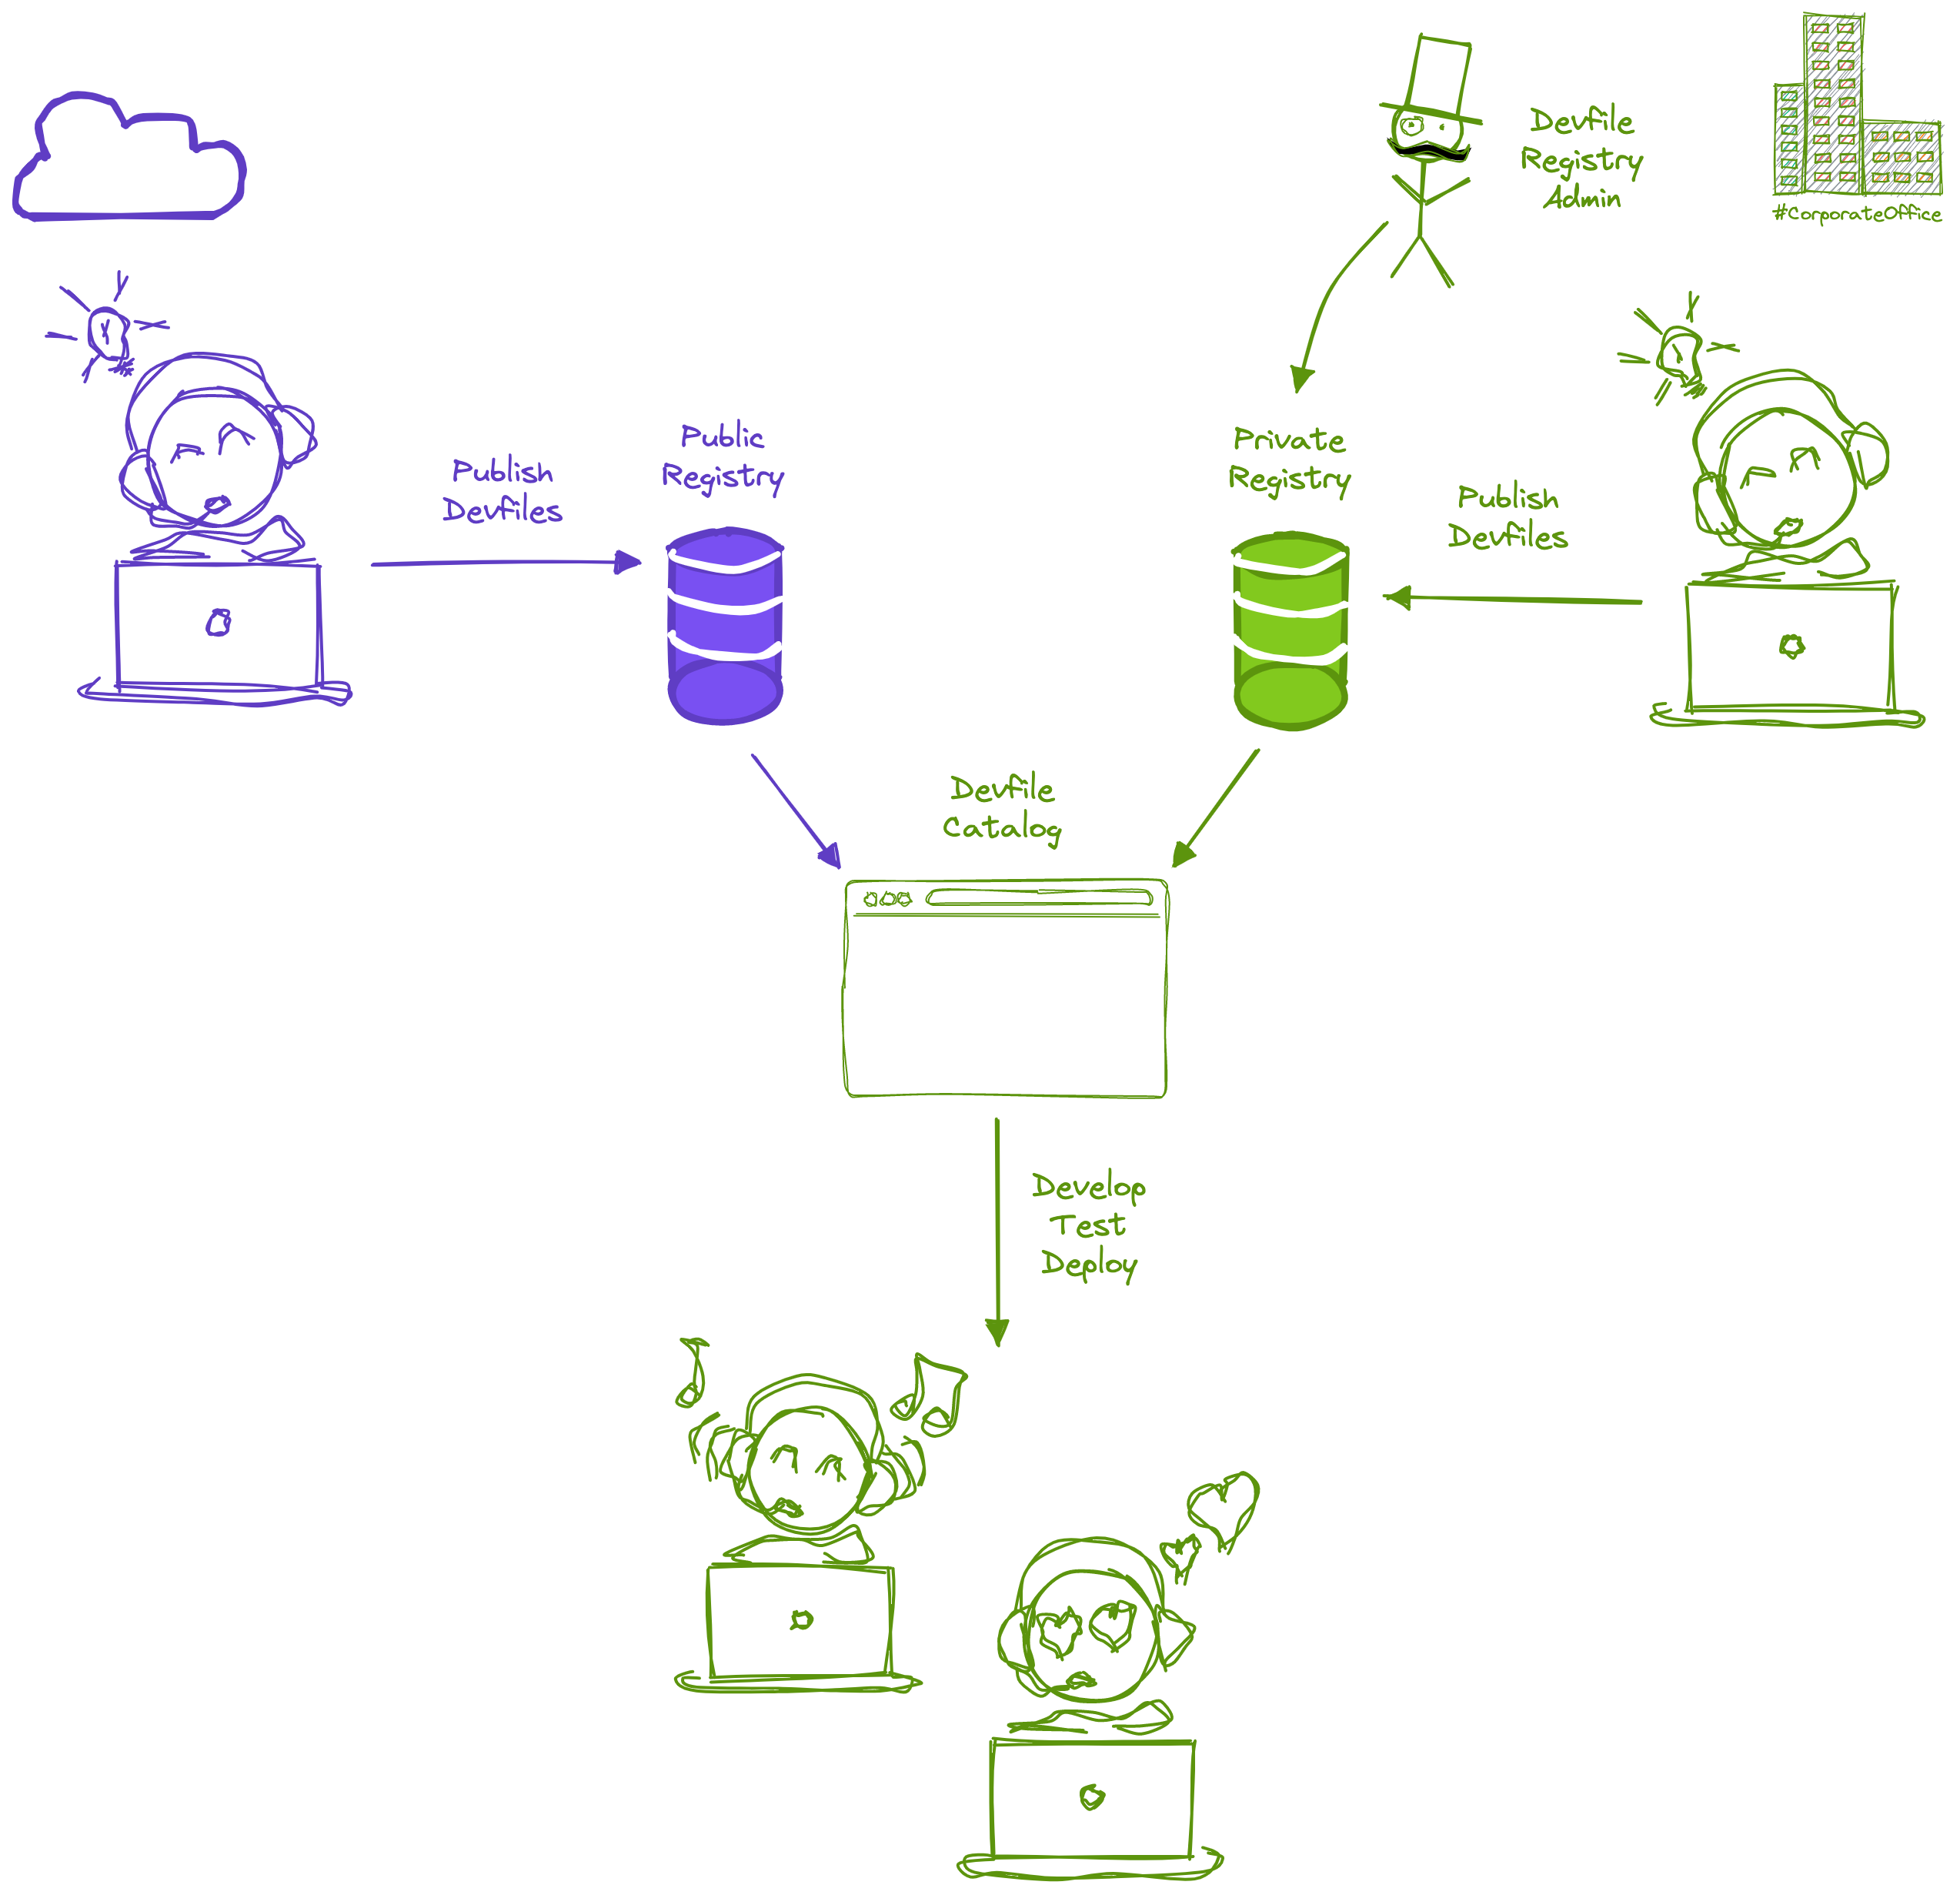 Devfile
Registry
Admin
#CorporateOffice
Public
Registry
Private
Registry
Publish
Devfiles
Publish
Devfiles
Devfile
Catalog
Develop
Test
Deploy